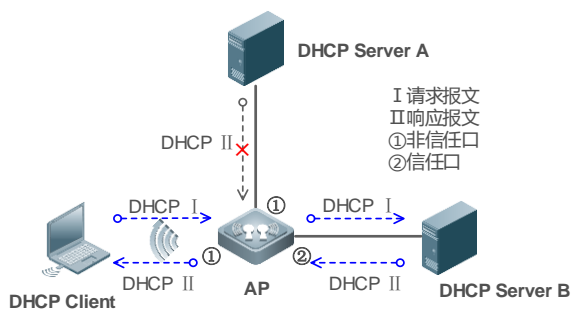 DHCP Server A
Ⅰ请求报文
Ⅱ响应报文
①非信任口
②信任口
DHCP Ⅱ
DHCP Ⅰ
①
DHCP Ⅰ
①
②
DHCP Ⅱ
DHCP Ⅱ
AP
DHCP Client
DHCP Server B